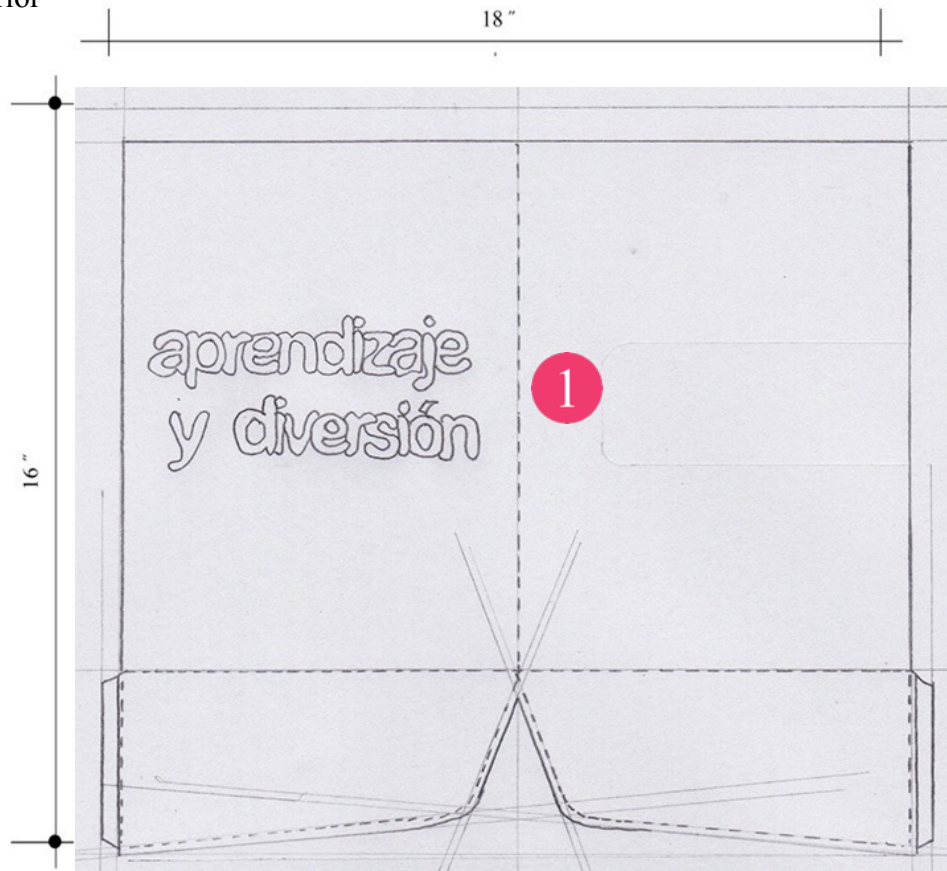 18 "
16 "
aprendizaje
y diversión
1